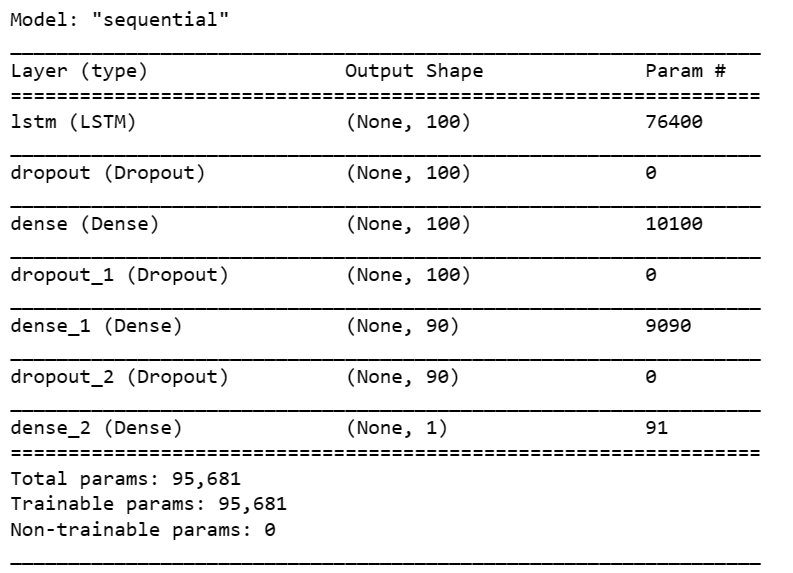 Model: "sequential"
_________________________________________________________________
Layer (type)                 Output Shape              Param #
=================================================================
lstm (LSTM)                  (None, 100)               76400
_________________________________________________________________
dropout (Dropout)            (None, 100)               0
_________________________________________________________________
dense (Dense)                (None, 100)               10100
_________________________________________________________________
dropout_1 (Dropout)          (None, 100)               0
_________________________________________________________________
dense_1 (Dense)              (None, 90)                9090
_________________________________________________________________
dropout_2 (Dropout)          (None, 90)                0
_________________________________________________________________
dense_2 (Dense)              (None, 1)                 91
=================================================================
Total params: 95,681
Trainable params: 95,681
Non-trainable params: 0
_________________________________________________________________